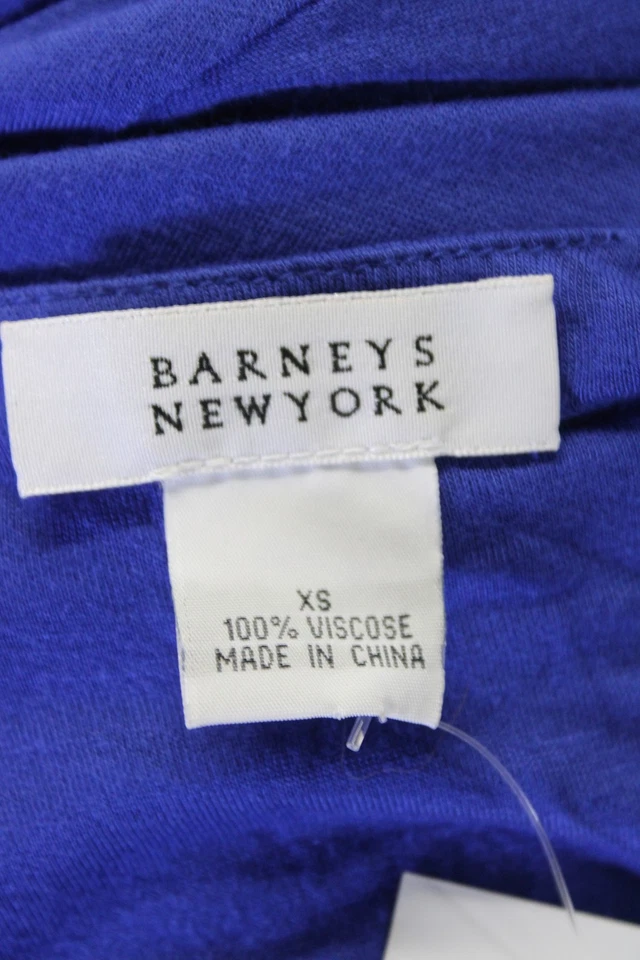 BARNEYS
NEWYORK
XS
100% VISCOSE
MADE IN CHINA